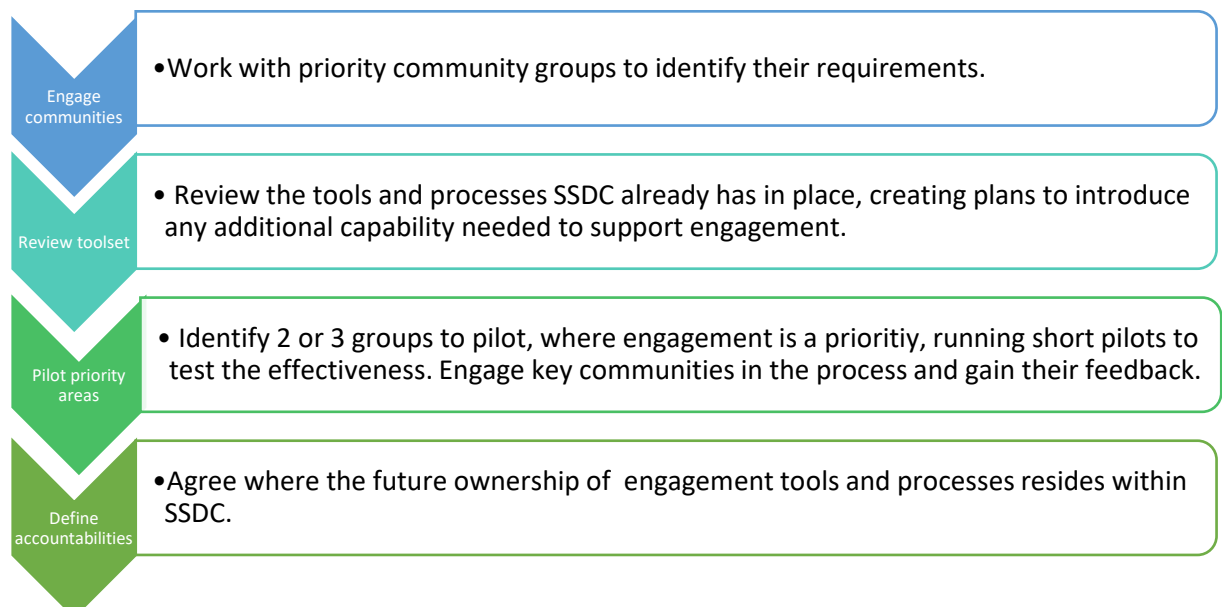 Engage
communities
•Work with priority community groups to identify their requirements.
Review toolset
• Review the tools and processes SSDC already has in place, creating plans to introduce
any additional capability needed to support engagement.
Pilot priority
areas
• Identify 2 or 3 groups to pilot, where engagement is a prioritiy, running short pilots to
test the effectiveness. Engage key communities in the process and gain their feedback.
Define
accountabilities
•Agree where the future ownership of engagement tools and processes resides within
SSDC.